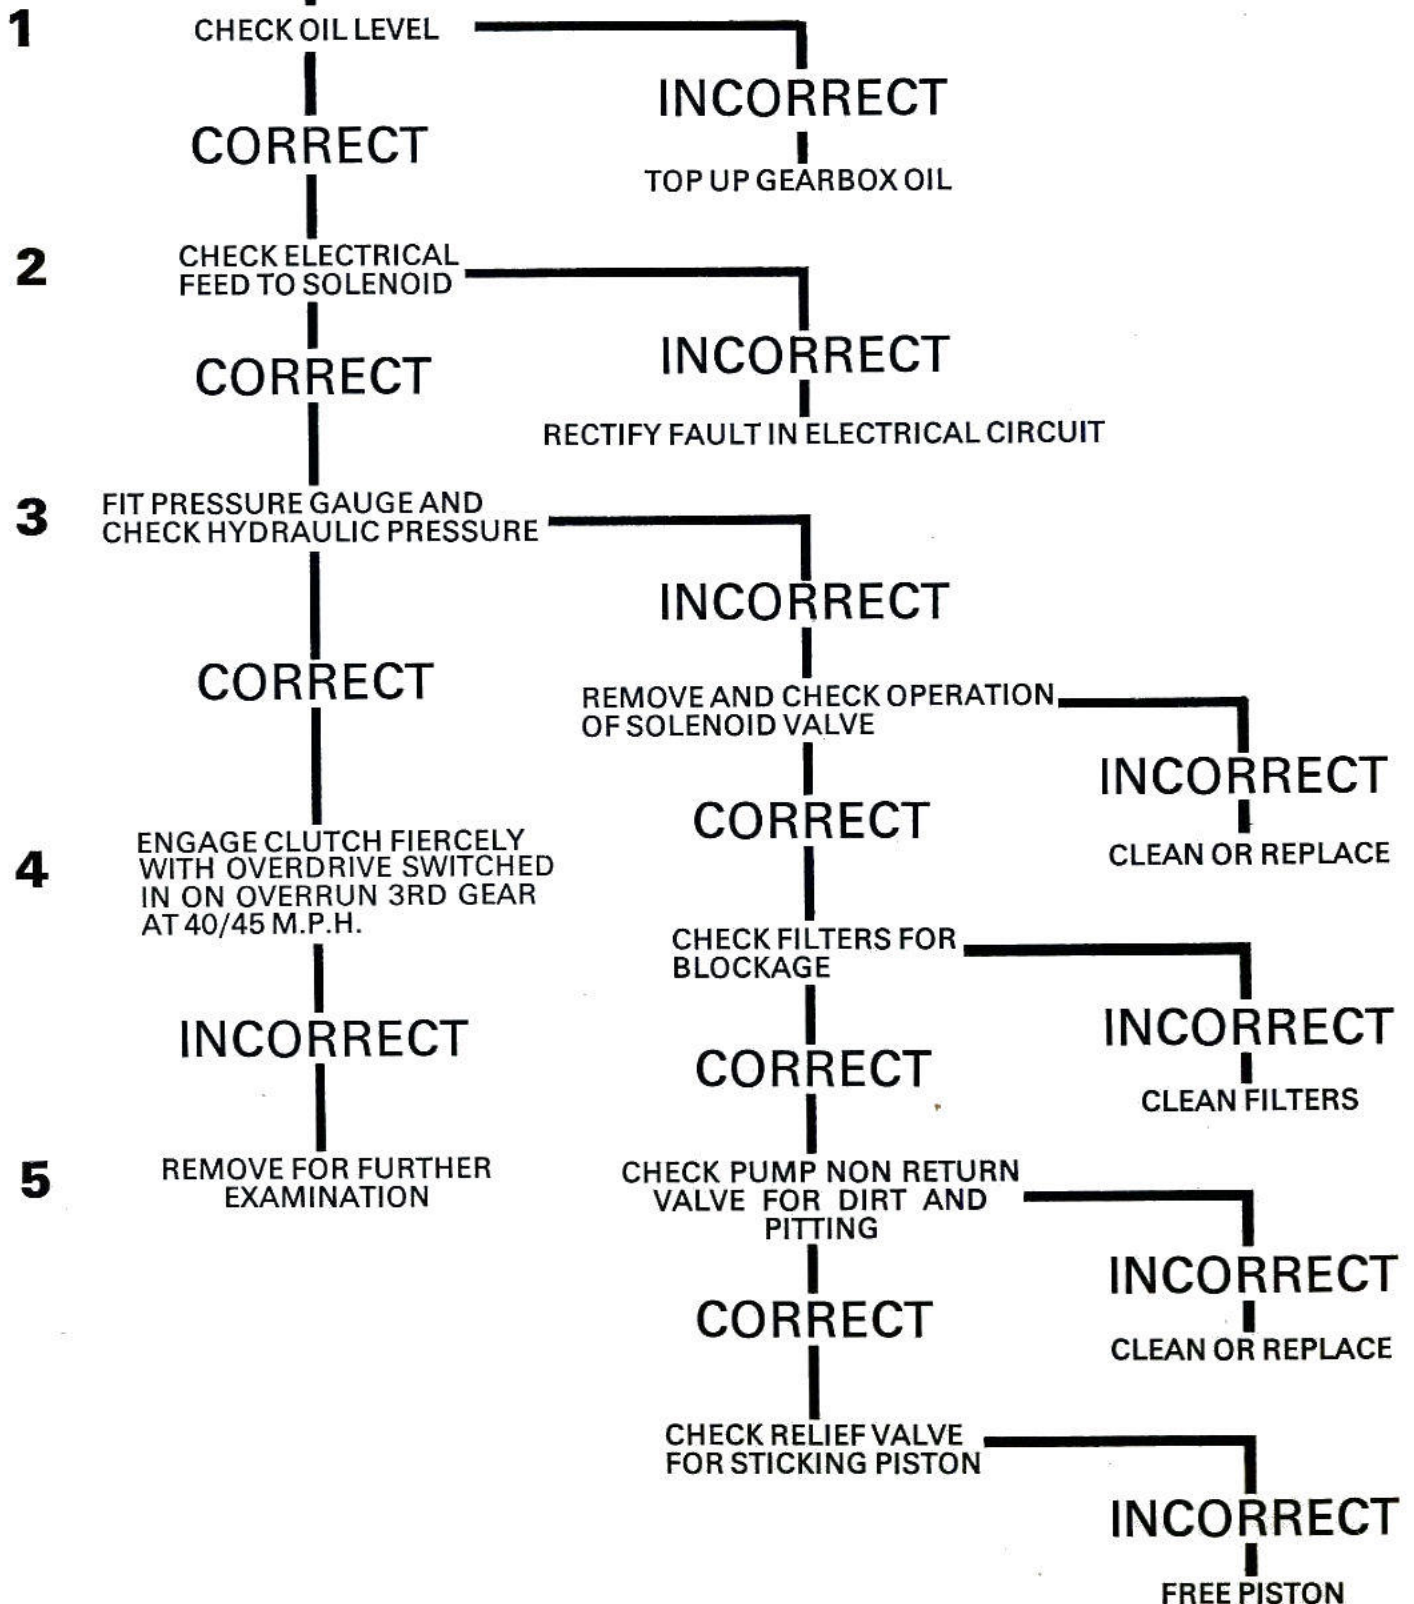 1
CHECK OIL LEVEL
INCORRECT
CORRECT
TOP UP GEARBOX OIL
2
CHECK ELECTRICAL
FEED TO SOLENOID
INCORRECT
CORRECT
RECTIFY FAULT IN ELECTRICAL CIRCUIT
3
FIT PRESSURE GAUGE AND
CHECK HYDRAULIC PRESSURE
INCORRECT
CORRECT
REMOVE AND CHECK OPERATION
OF SOLENOID VALVE
INCORRECT
CORRECT
CLEAN OR REPLACE
4
ENGAGE CLUTCH FIERCELY
WITH OVERDRIVE SWITCHED
IN ON OVERRUN 3RD GEAR
AT 40/45 M.P.H.
CHECK FILTERS FOR
BLOCKAGE
INCORRECT
INCORRECT
CORRECT
CLEAN FILTERS
5
REMOVE FOR FURTHER
EXAMINATION
CHECK PUMP NON RETURN
VALVE FOR DIRT AND
PITTING
INCORRECT
CORRECT
CLEAN OR REPLACE
CHECK RELIEF VALVE
FOR STICKING PISTON
INCORRECT
FREE PISTON